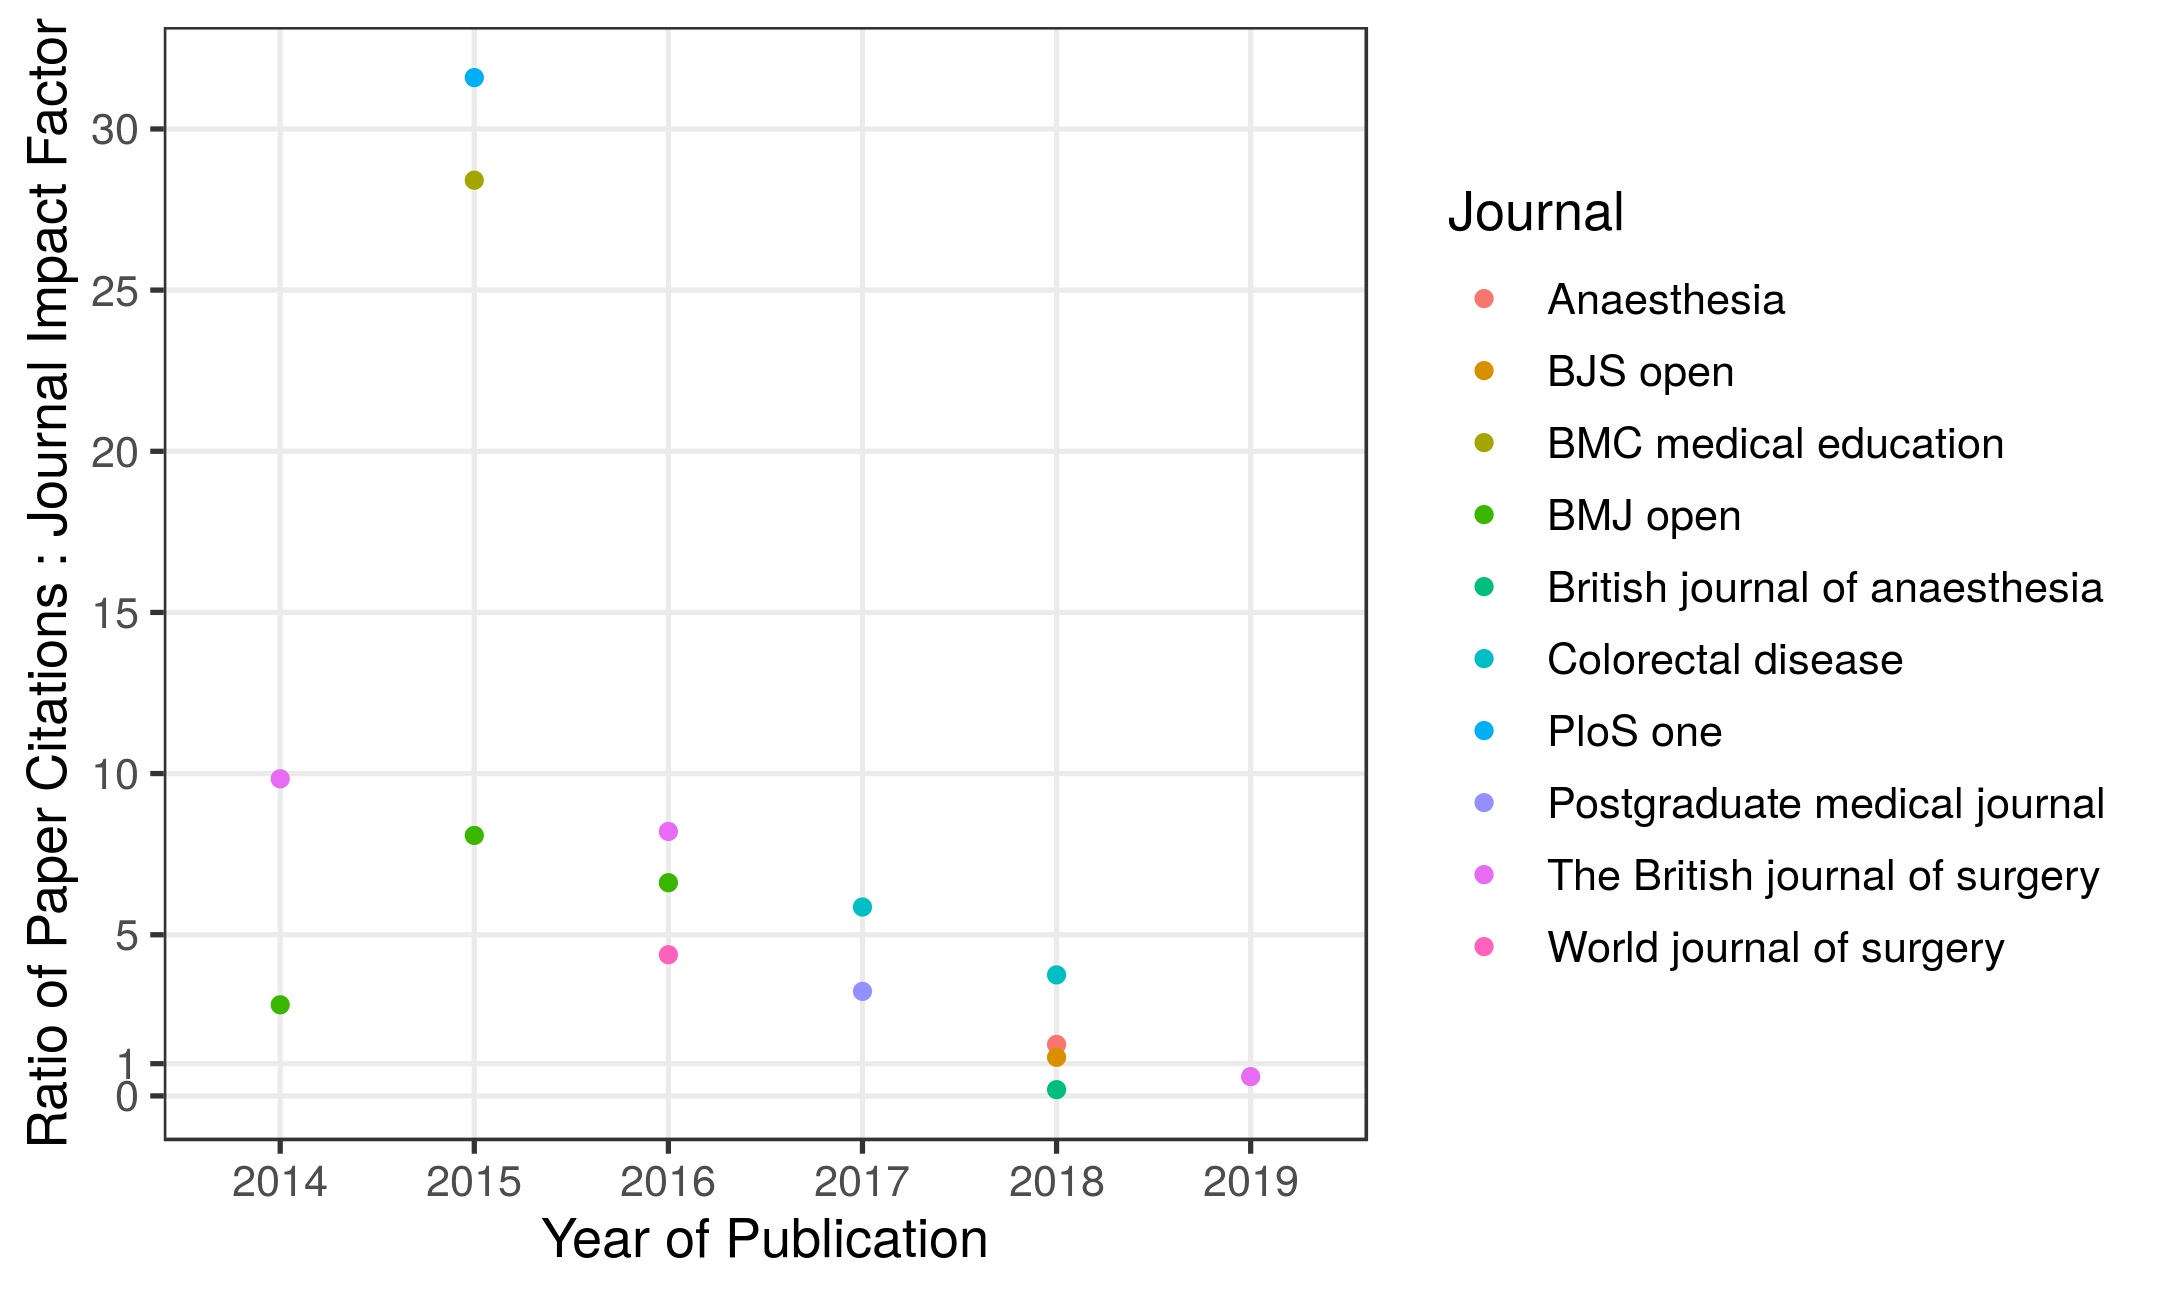 Ratio of Paper Citations : Journal Impact Factor
30
25
20
15
10
5
1
0
2014 2015 2016 2017 2018 2019
Year of Publication
Journal
Anaesthesia
BJS open
BMC medical education
BMJ open
British journal of anaesthesia
Colorectal disease
PloS one
Postgraduate medical journal
The British journal of surgery
World journal of surgery